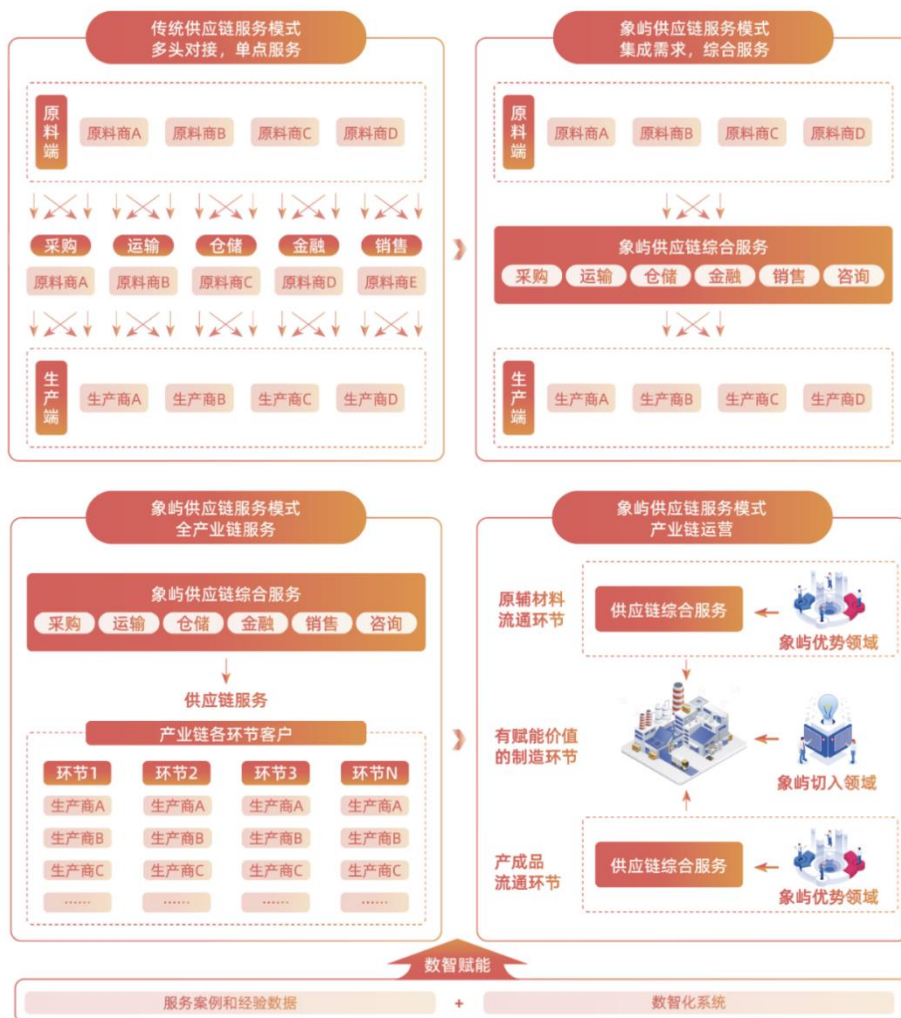 传统供应链服务模式
多头对接，单点服务
原料端
原料商A 原料商B 原料商C 原料商D
采购 运输 仓储 金融 销售
原料商A 原料商B 原料商C 原料商D 原料商E
生产端
生产商A 生产商B 生产商C 生产商D
象屿供应链服务模式
集成需求，综合服务
原料端
原料商A 原料商B 原料商C 原料商D
象屿供应链综合服务
采购 运输 仓储 金融 销售 咨询
生产端
生产商A 生产商B 生产商C 生产商D
象屿供应链服务模式
全产业链服务
象屿供应链综合服务
采购 运输 仓储 金融 销售 咨询
供应链服务
产业链各环节客户
环节1 环节2 环节3 环节N
生产商A 生产商A 生产商A 生产商A
生产商B 生产商B 生产商B 生产商B
生产商C 生产商C 生产商C 生产商C
…… …… …… ……
象屿供应链服务模式
产业链运营
原辅材料
流通环节
供应链综合服务
象屿优势领域
有赋能价值
的制造环节
象屿切入领域
产成品
流通环节
供应链综合服务
象屿优势领域
数智赋能
服务案例和经验数据 + 数智化系统